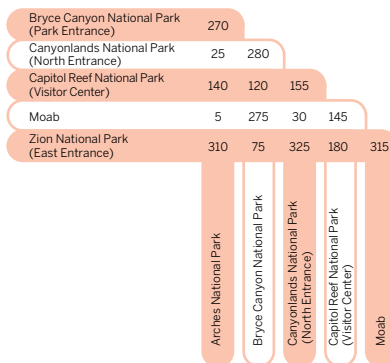 Bryce Canyon National Park
(Park Entrance) 270
Canyonlands National Park
(North Entrance) 25 280
Capitol Reef National Park
(Visitor Center) 140 120 155
Moab 5 275 30 145
Zion National Park
(East Entrance) 310 75 325 180 315
Arches National Park
Bryce Canyon National Park
Canyonlands National Park
(North Entrance)
Capitol Reef National Park
(Visitor Center)
Moab